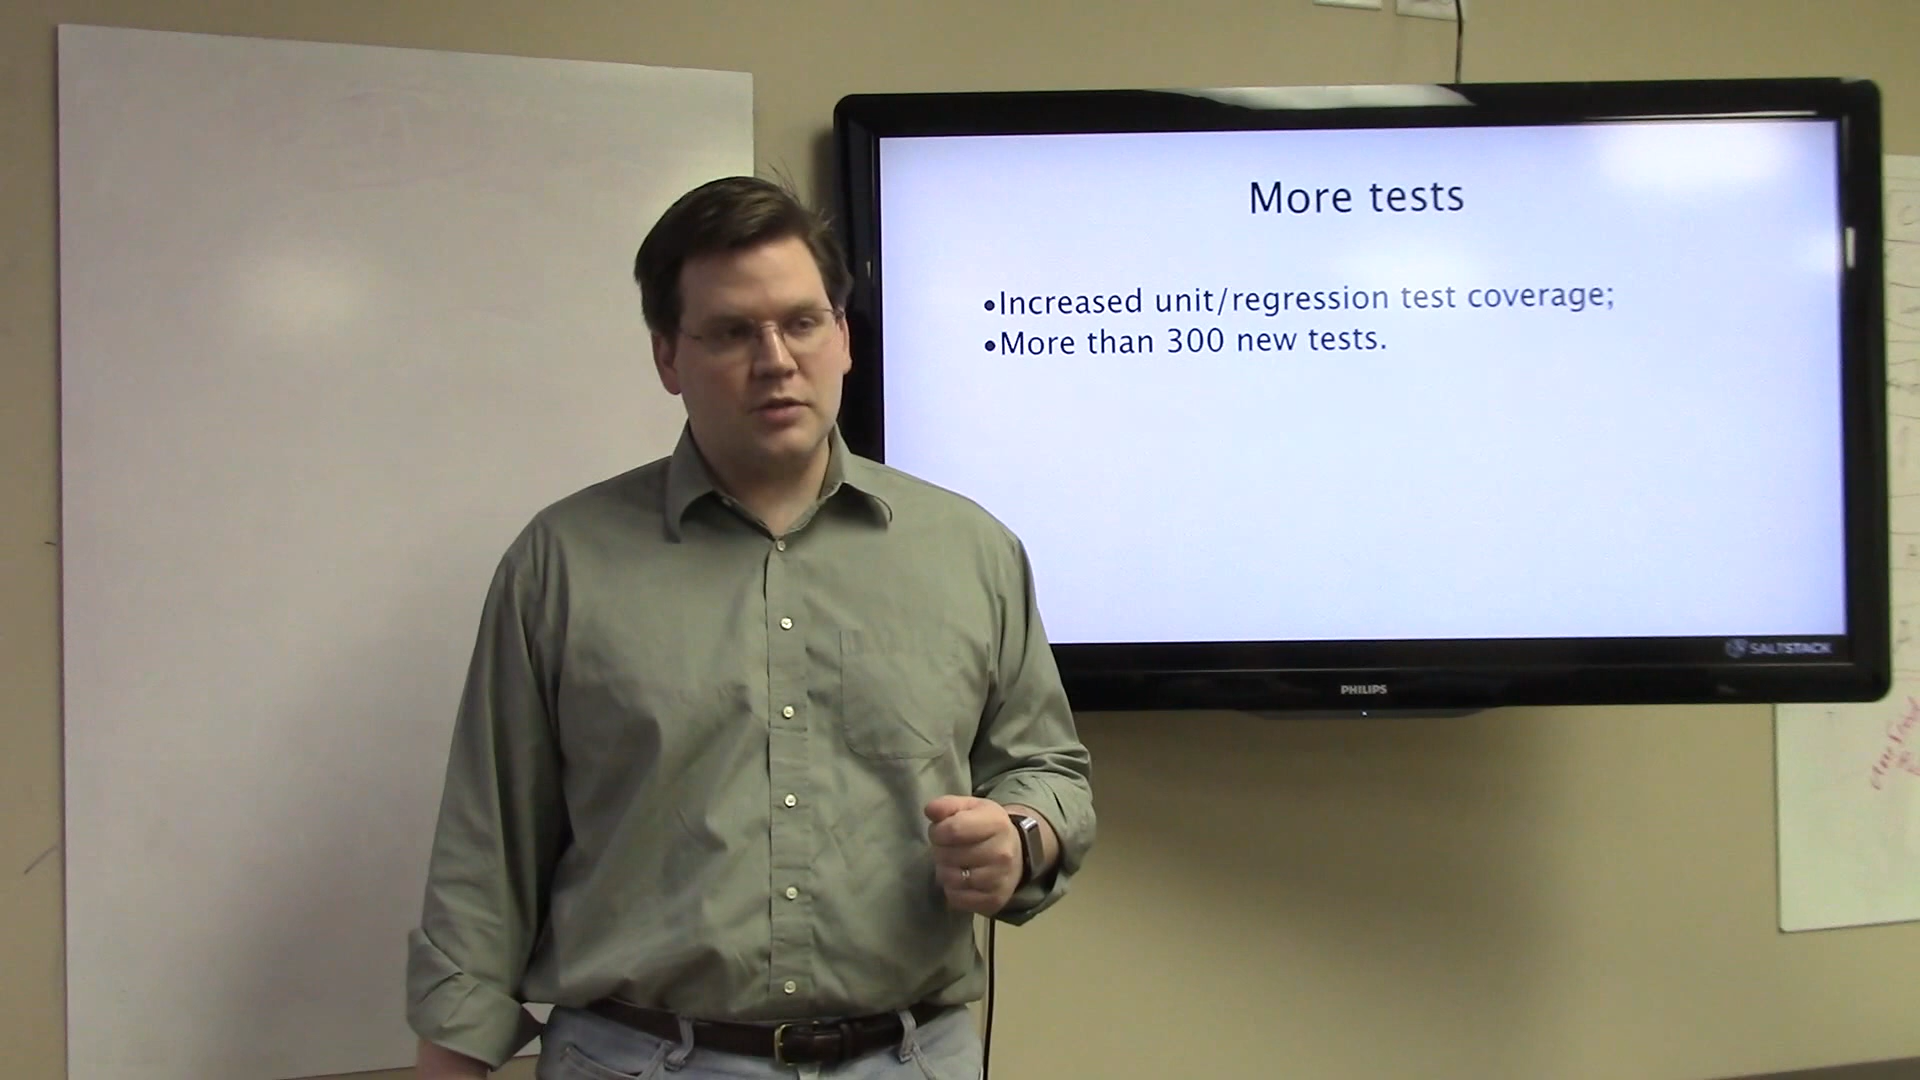 More tests
•Increased unit/regression test coverage;
•More than 300 new tests.
SALTSTACK
PHILIPS